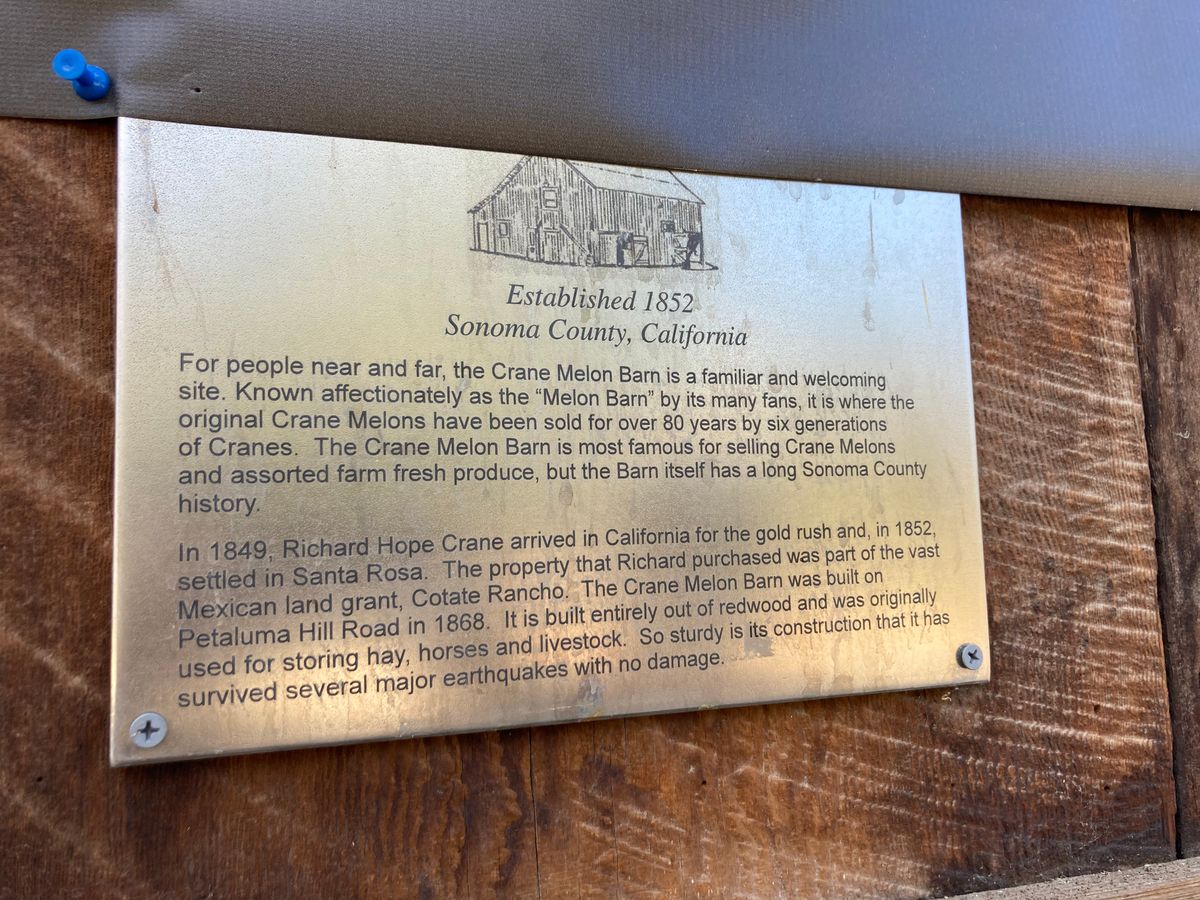 Established 1852
Sonoma County, California
For people near and far, the Crane Melon Barn is a familiar and welcoming
site. Known affectionately as the “Melon Barn” by its many fans, it is where the
original Crane Melons have been sold for over 80 years by six generations
of Cranes. The Crane Melon Barn is most famous for selling Crane Melons
and assorted farm fresh produce, but the Barn itself has a long Sonoma County
history.
In 1849, Richard Hope Crane arrived in California for the gold rush and, in 1852,
settled in Santa Rosa. The property that Richard purchased was part of the vast
Mexican land grant, Cotate Rancho. The Crane Melon Barn was built on
Petaluma Hill Road in 1868. It is built entirely out of redwood and was originally
used for storing hay, horses and livestock. So sturdy is its construction that it has
survived several major earthquakes with no damage.